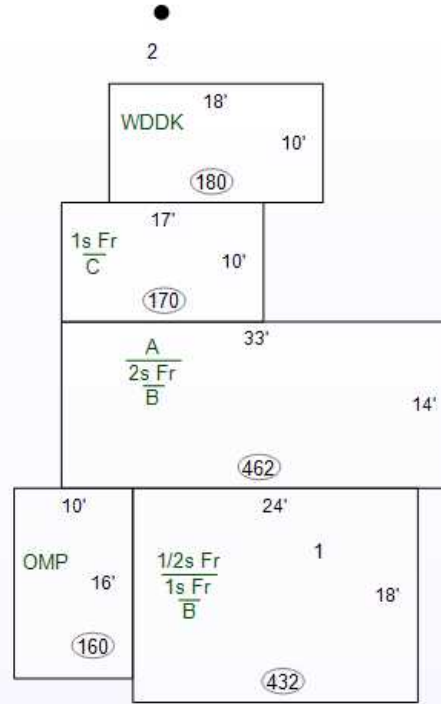 2
18'
WDDK
10'
180
17'
1s Fr
C
10'
170
33'
A
2s Fr
B
14'
462
10'
OMP
16'
160
24'
1/2s Fr
1s Fr
B
1
18'
432